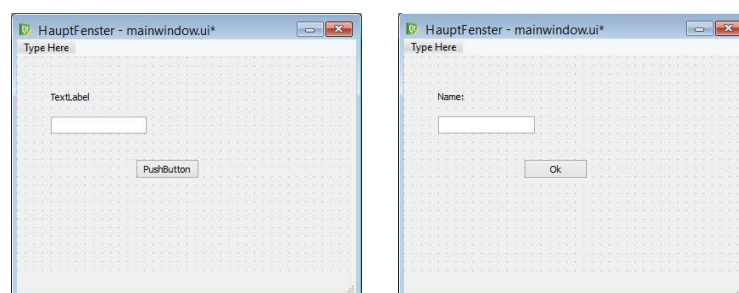 HauptFenster - mainwindow.ui*
Type Here
TextLabel
PushButton
HauptFenster - mainwindow.ui*
Type Here
Name:
Ok